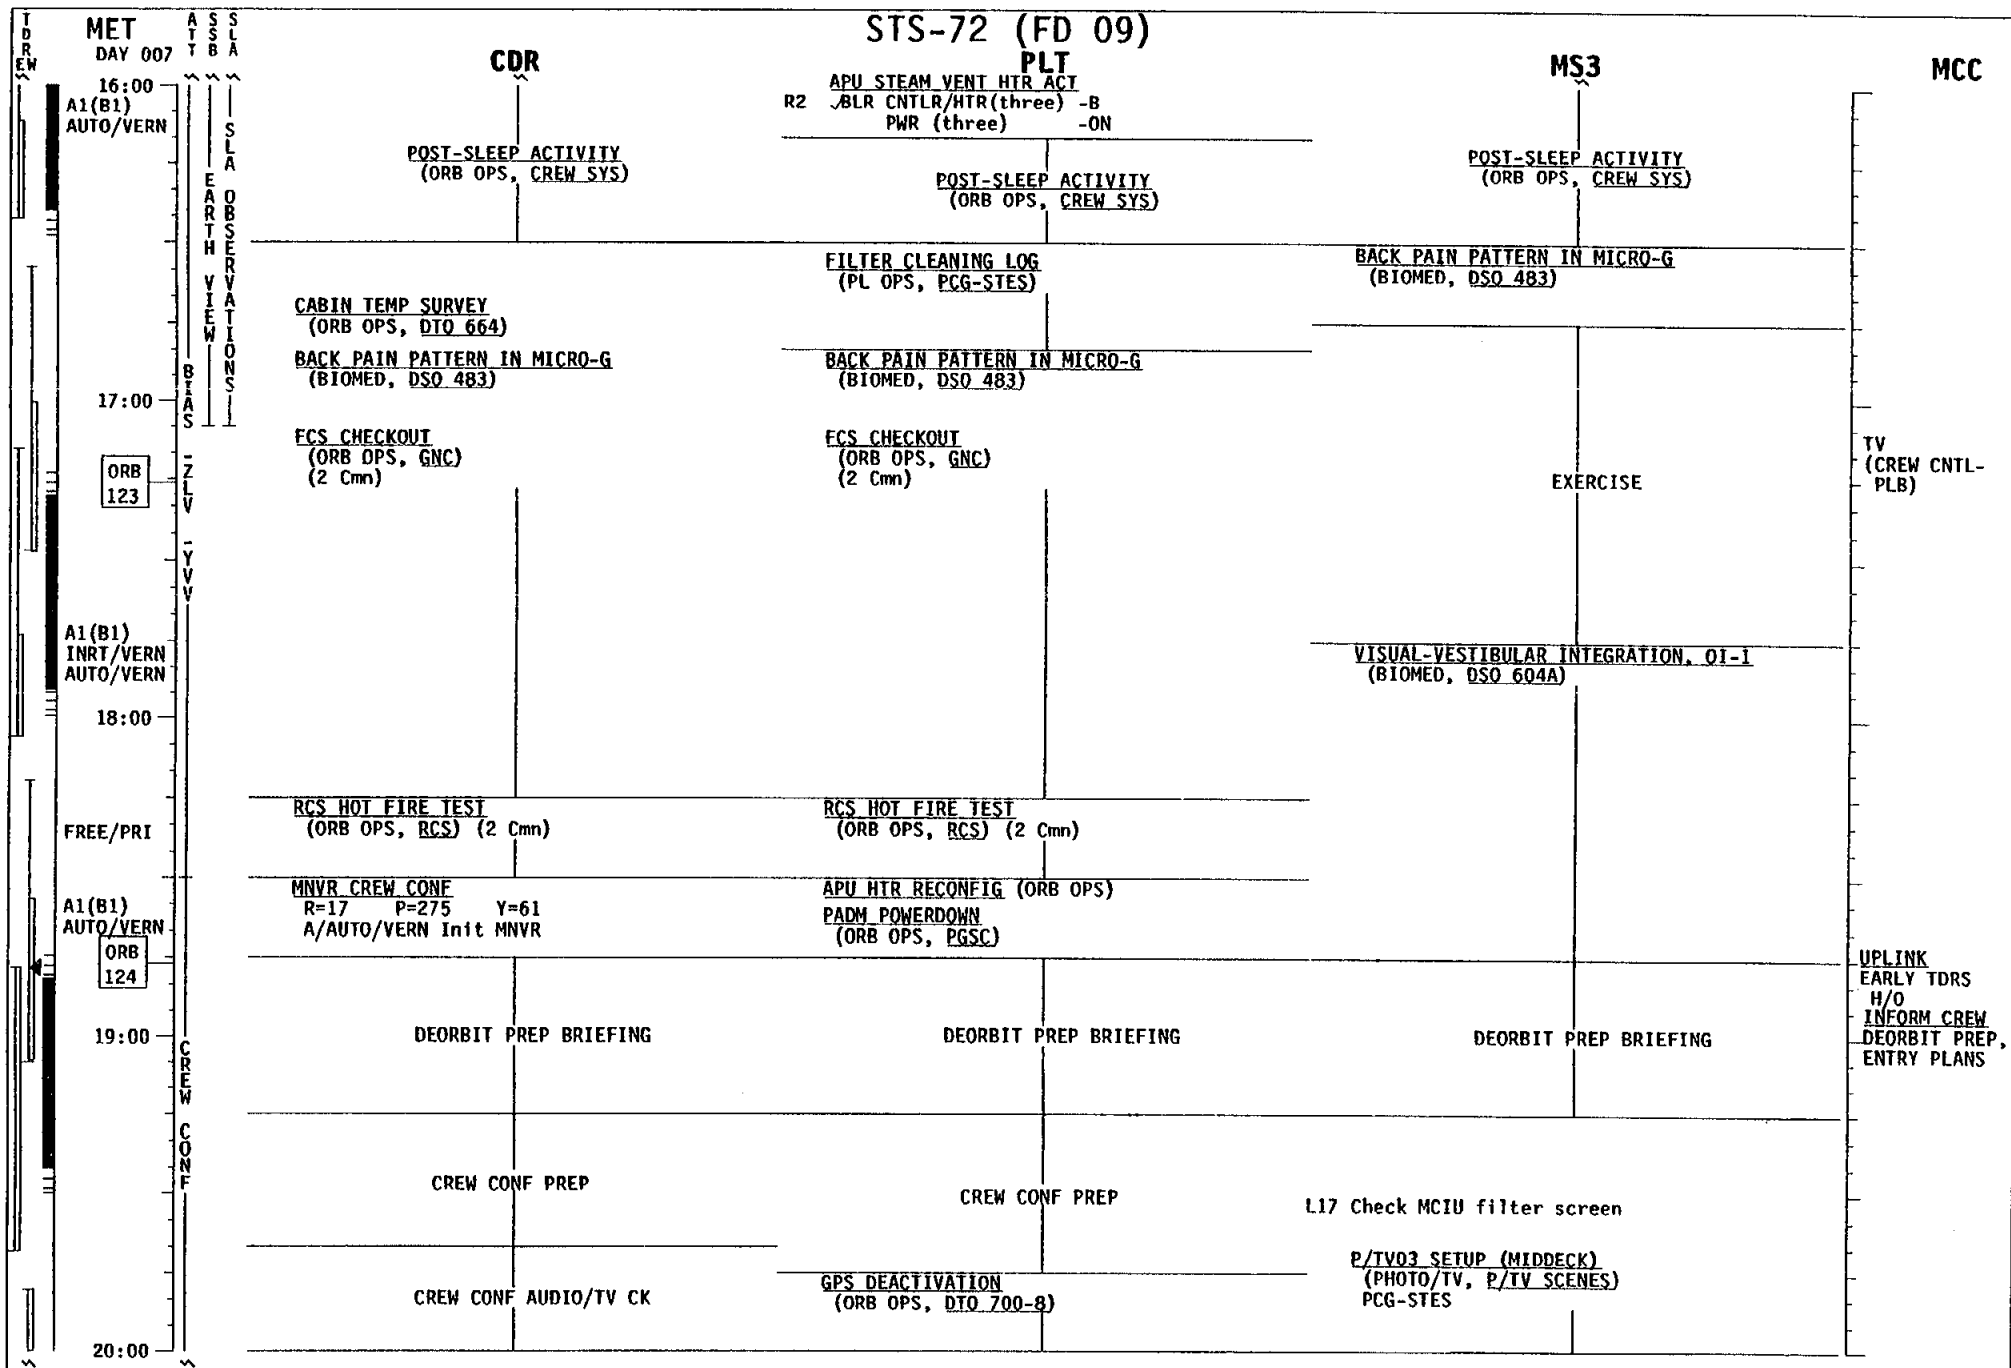 STS-72 (FD 09)
TDRE W
MET
DAY 007
ATT
SSB
SLA
CDR
PLT
MS3
MCC
16:00
A1(B1)
AUTO/VERN
SLA OBSERVATIONS
EARTH VIEW
BIAS -ZLV -YVV
17:00
ORB
123
A1(B1)
INRT/VERN
AUTO/VERN
18:00
FREE/PRI
A1(B1)
AUTO/VERN
ORB
124
19:00
CREW CONF
20:00
POST-SLEEP ACTIVITY
(ORB OPS, CREW SYS)
CABIN TEMP SURVEY
(ORB OPS, DTO 664)
BACK PAIN PATTERN IN MICRO-G
(BIOMED, DSO 483)
FCS CHECKOUT
(ORB OPS, GNC)
(2 Cmn)
RCS HOT FIRE TEST
(ORB OPS, RCS) (2 Cmn)
MNVR CREW CONF
R=17 P=275 Y=61
A/AUTO/VERN Init MNVR
DEORBIT PREP BRIEFING
CREW CONF PREP
CREW CONF AUDIO/TV CK
APU STEAM VENT HTR ACT
R2 √BLR CNTLR/HTR(three) -B
PWR (three) -ON
POST-SLEEP ACTIVITY
(ORB OPS, CREW SYS)
FILTER CLEANING LOG
(PL OPS, PCG-STES)
BACK PAIN PATTERN IN MICRO-G
(BIOMED, DSO 483)
FCS CHECKOUT
(ORB OPS, GNC)
(2 Cmn)
RCS HOT FIRE TEST
(ORB OPS, RCS) (2 Cmn)
APU HTR RECONFIG (ORB OPS)
PADM POWERDOWN
(ORB OPS, PGSC)
DEORBIT PREP BRIEFING
CREW CONF PREP
GPS DEACTIVATION
(ORB OPS, DTO 700-8)
POST-SLEEP ACTIVITY
(ORB OPS, CREW SYS)
BACK PAIN PATTERN IN MICRO-G
(BIOMED, DSO 483)
EXERCISE
VISUAL-VESTIBULAR INTEGRATION, OI-1
(BIOMED, DSO 604A)
DEORBIT PREP BRIEFING
L17 Check MCIU filter screen
P/TV03 SETUP (MIDDECK)
(PHOTO/TV, P/TV SCENES)
PCG-STES
TV
(CREW CNTL-
PLB)
UPLINK
EARLY TDRS
H/O
INFORM CREW
DEORBIT PREP,
ENTRY PLANS